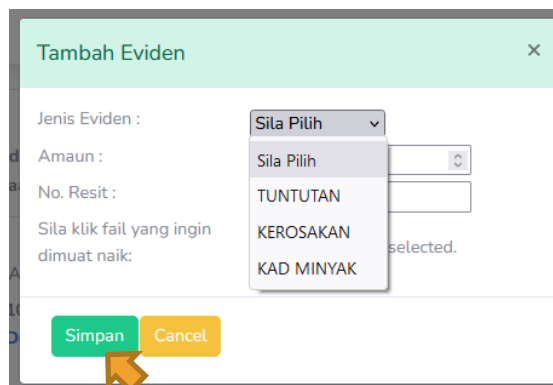 Tambah Eviden ×
Jenis Eviden : Sila Pilih
Amaun : Sila Pilih
No. Resit : TUNTUTAN
Sila klik fail yang ingin KEROSAKAN
dimuat naik: selected.
KAD MINYAK
Simpan Cancel